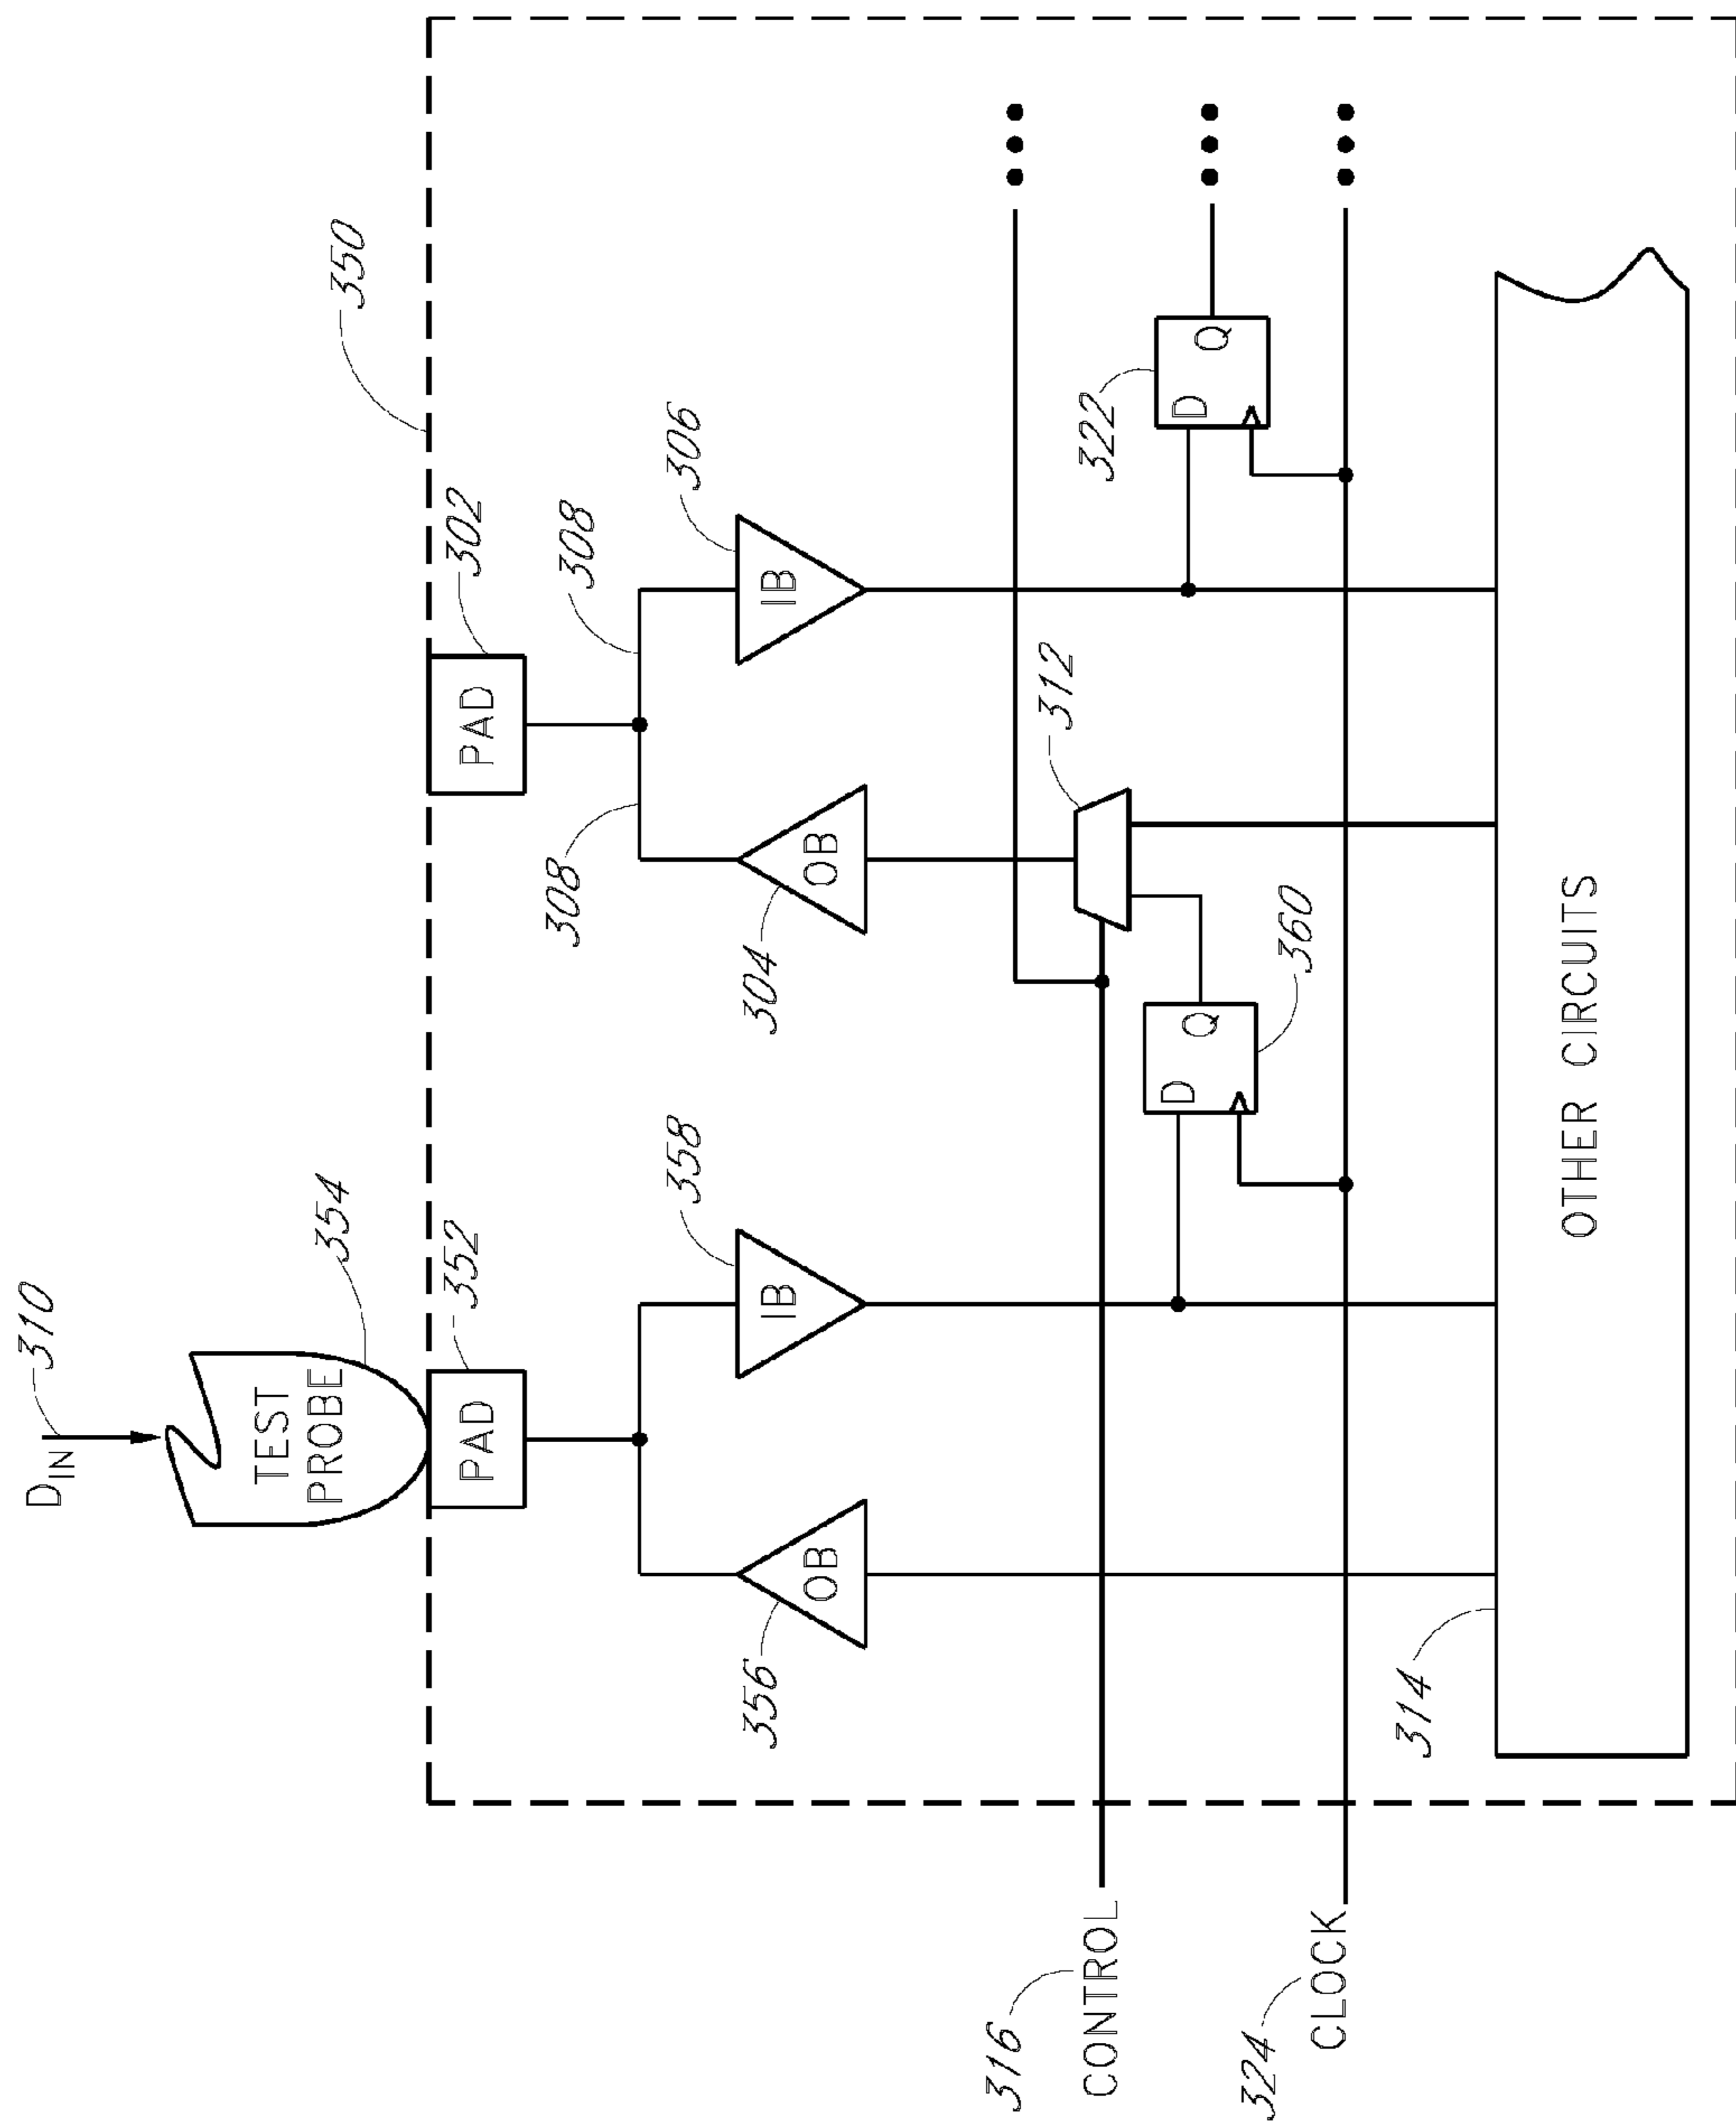 D_IN
310
TEST
PROBE
354
350
PAD
352
PAD
302
308
308
OB
356
IB
358
OB
304
IB
306
316
CONTROL
312
D
Q
360
D
Q
322
324
CLOCK
314
OTHER CIRCUITS